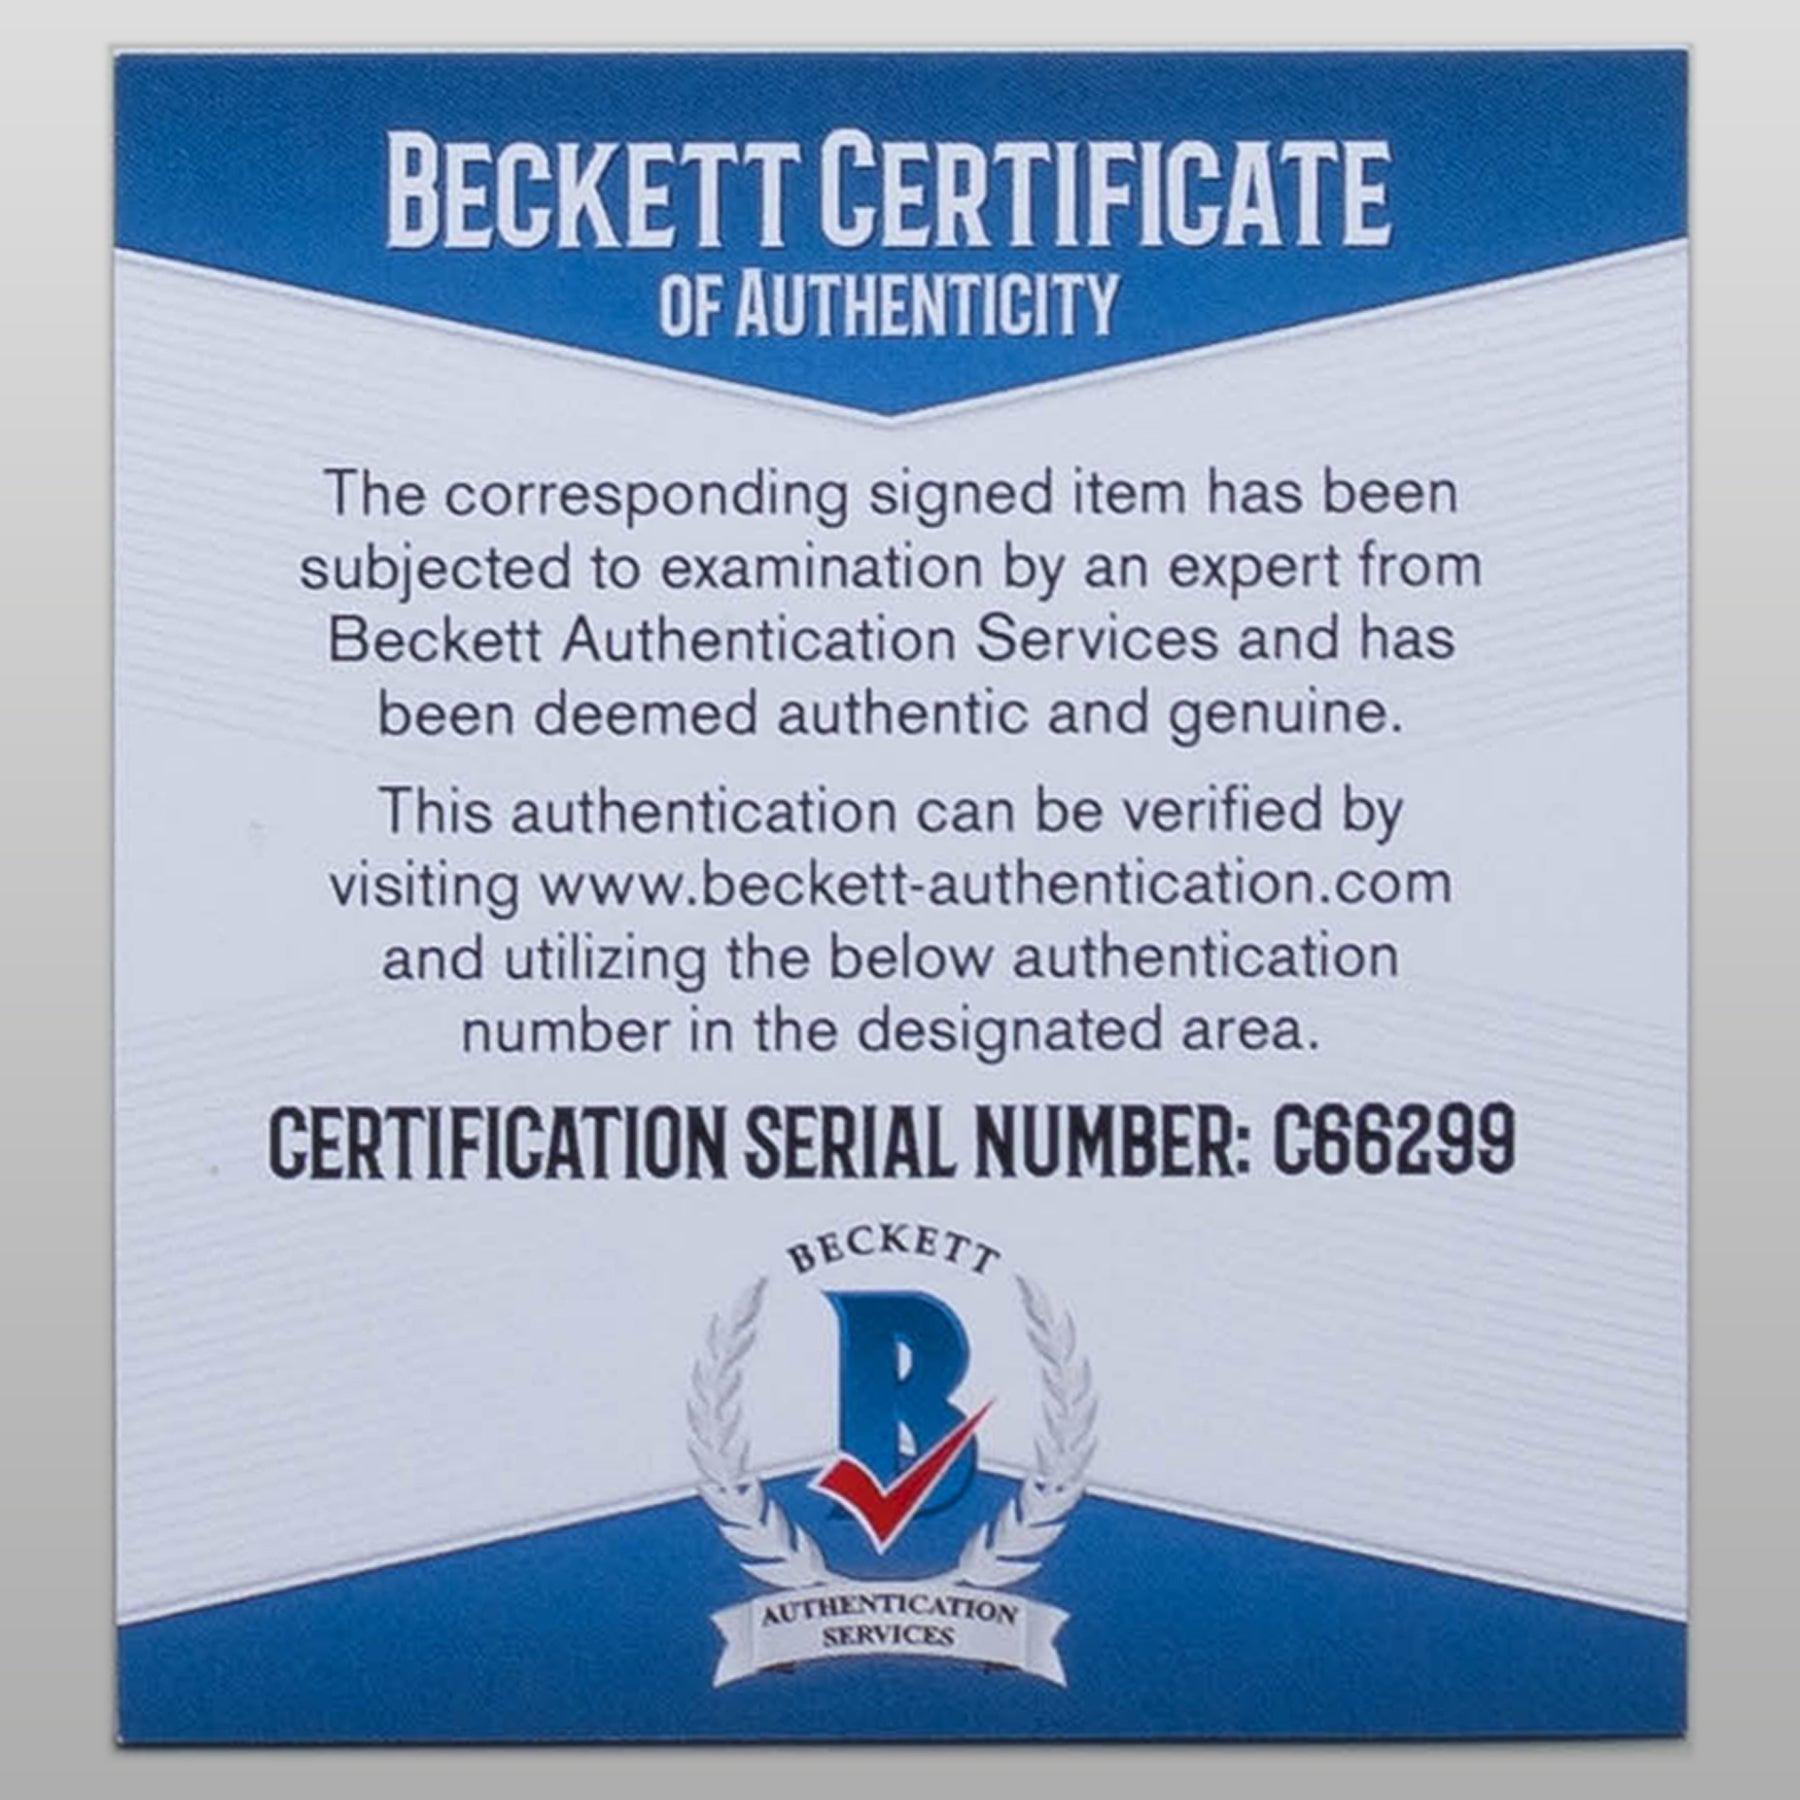 BECKETT CERTIFICATE
OF AUTHENTICITY
The corresponding signed item has been
subjected to examination by an expert from
Beckett Authentication Services and has
been deemed authentic and genuine.
This authentication can be verified by
visiting www.beckett-authentication.com
and utilizing the below authentication
number in the designated area.
CERTIFICATION SERIAL NUMBER: C66299
BECKETT
B
AUTHENTICATION
SERVICES